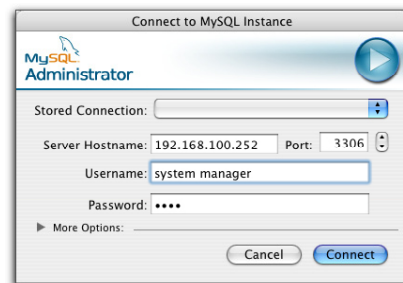 Connect to MySQL Instance
MySQL
Administrator
Stored Connection:
Server Hostname: 192.168.100.252 Port: 3306
Username: system manager
Password: ••••
More Options:
Cancel Connect